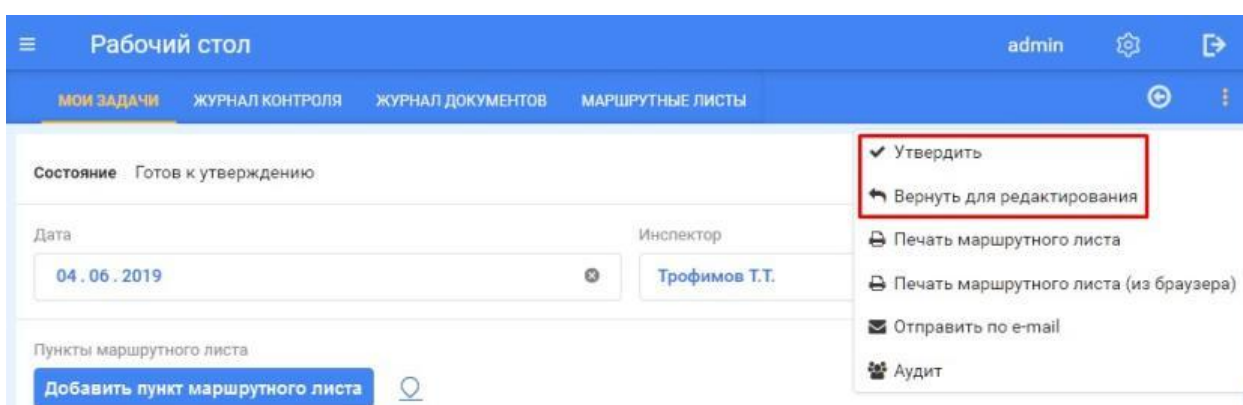 Рабочий стол admin
МОИ ЗАДАЧИ ЖУРНАЛ КОНТРОЛЯ ЖУРНАЛ ДОКУМЕНТОВ МАРШРУТНЫЕ ЛИСТЫ
Состояние Готов к утверждению
Дата
04 . 06 . 2019
Инспектор
Трофимов Т.Т.
Пункты маршрутного листа
Добавить пункт маршрутного листа
Утвердить
Вернуть для редактирования
Печать маршрутного листа
Печать маршрутного листа (из браузера)
Отправить по e-mail
Аудит